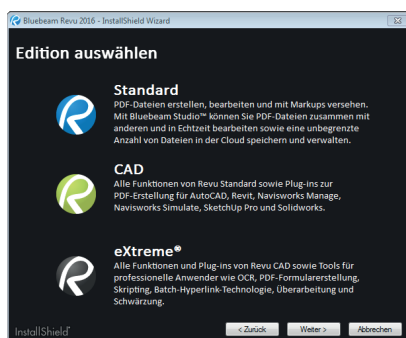 Bluebeam Revu 2016 - InstallShield Wizard
Edition auswählen
Standard
PDF-Dateien erstellen, bearbeiten und mit Markups versehen.
Mit Bluebeam Studio™ können Sie PDF-Dateien zusammen mit
anderen und in Echtzeit bearbeiten sowie eine unbegrenzte
Anzahl von Dateien in der Cloud speichern und verwalten.
CAD
Alle Funktionen von Revu Standard sowie Plug-ins zur
PDF-Erstellung für AutoCAD, Revit, Navisworks Manage,
Navisworks Simulate, SketchUp Pro und Solidworks.
eXtreme®
Alle Funktionen und Plug-ins von Revu CAD sowie Tools für
professionelle Anwender wie OCR, PDF-Formularerstellung,
Skripting, Batch-Hyperlink-Technologie, Überarbeitung und
Schwärzung.
InstallShield
< Zurück Weiter > Abbrechen